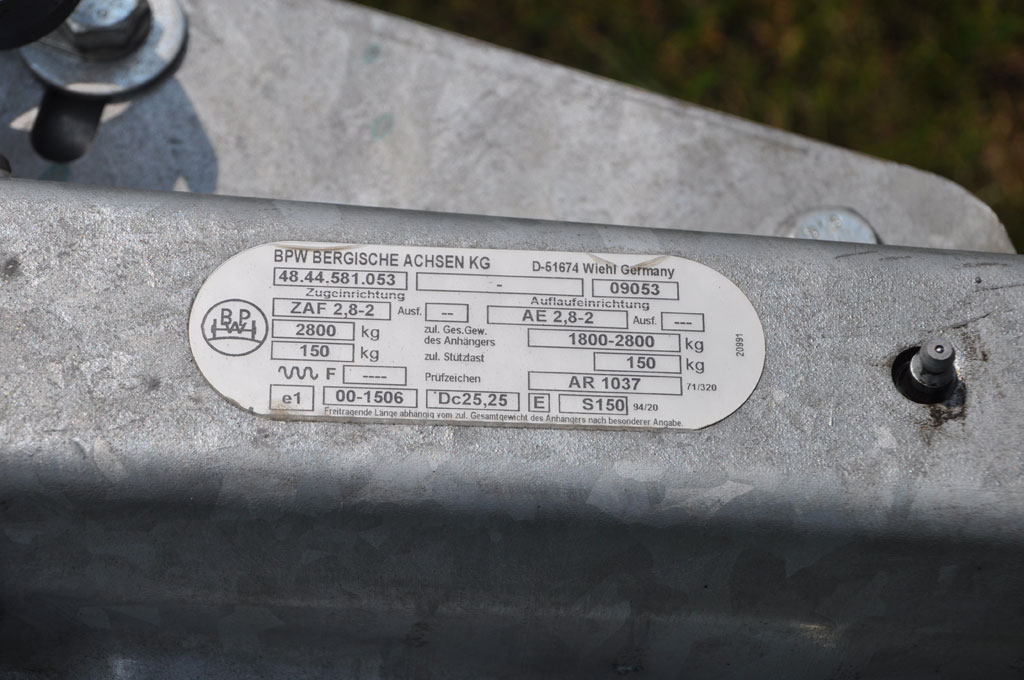 BPW BERGISCHE ACHSEN KG D-51674 Wiehl Germany
48.44.581.053 - 09053
Zugeinrichtung Auflaufeinrichtung
ZAF 2,8-2 Ausf. -- AE 2,8-2 Ausf. ---
2800 kg zul. Ges.Gew. des Anhängers 1800-2800 kg
150 kg zul. Stützlast 150 kg
F ---- Prüfzeichen AR 1037 71/320
e1 00-1506 Dc25,25 E S150 94/20
Freitragende Länge abhängig vom zul. Gesamtgewicht des Anhängers nach besonderer Angabe.
BPW
20991